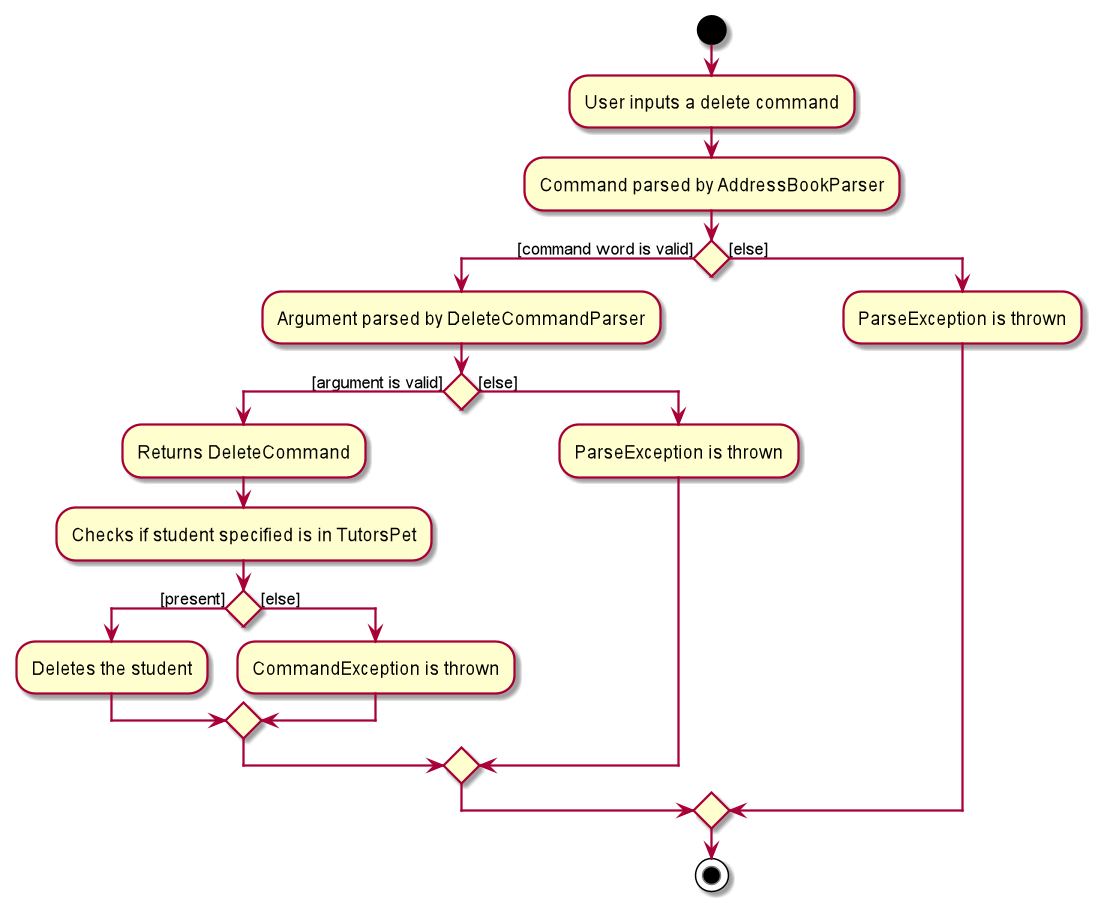 User inputs a delete command
Command parsed by AddressBookParser
[command word is valid]
[else]
Argument parsed by DeleteCommandParser
ParseException is thrown
[argument is valid]
[else]
Returns DeleteCommand
ParseException is thrown
Checks if student specified is in TutorsPet
[present]
[else]
Deletes the student
CommandException is thrown